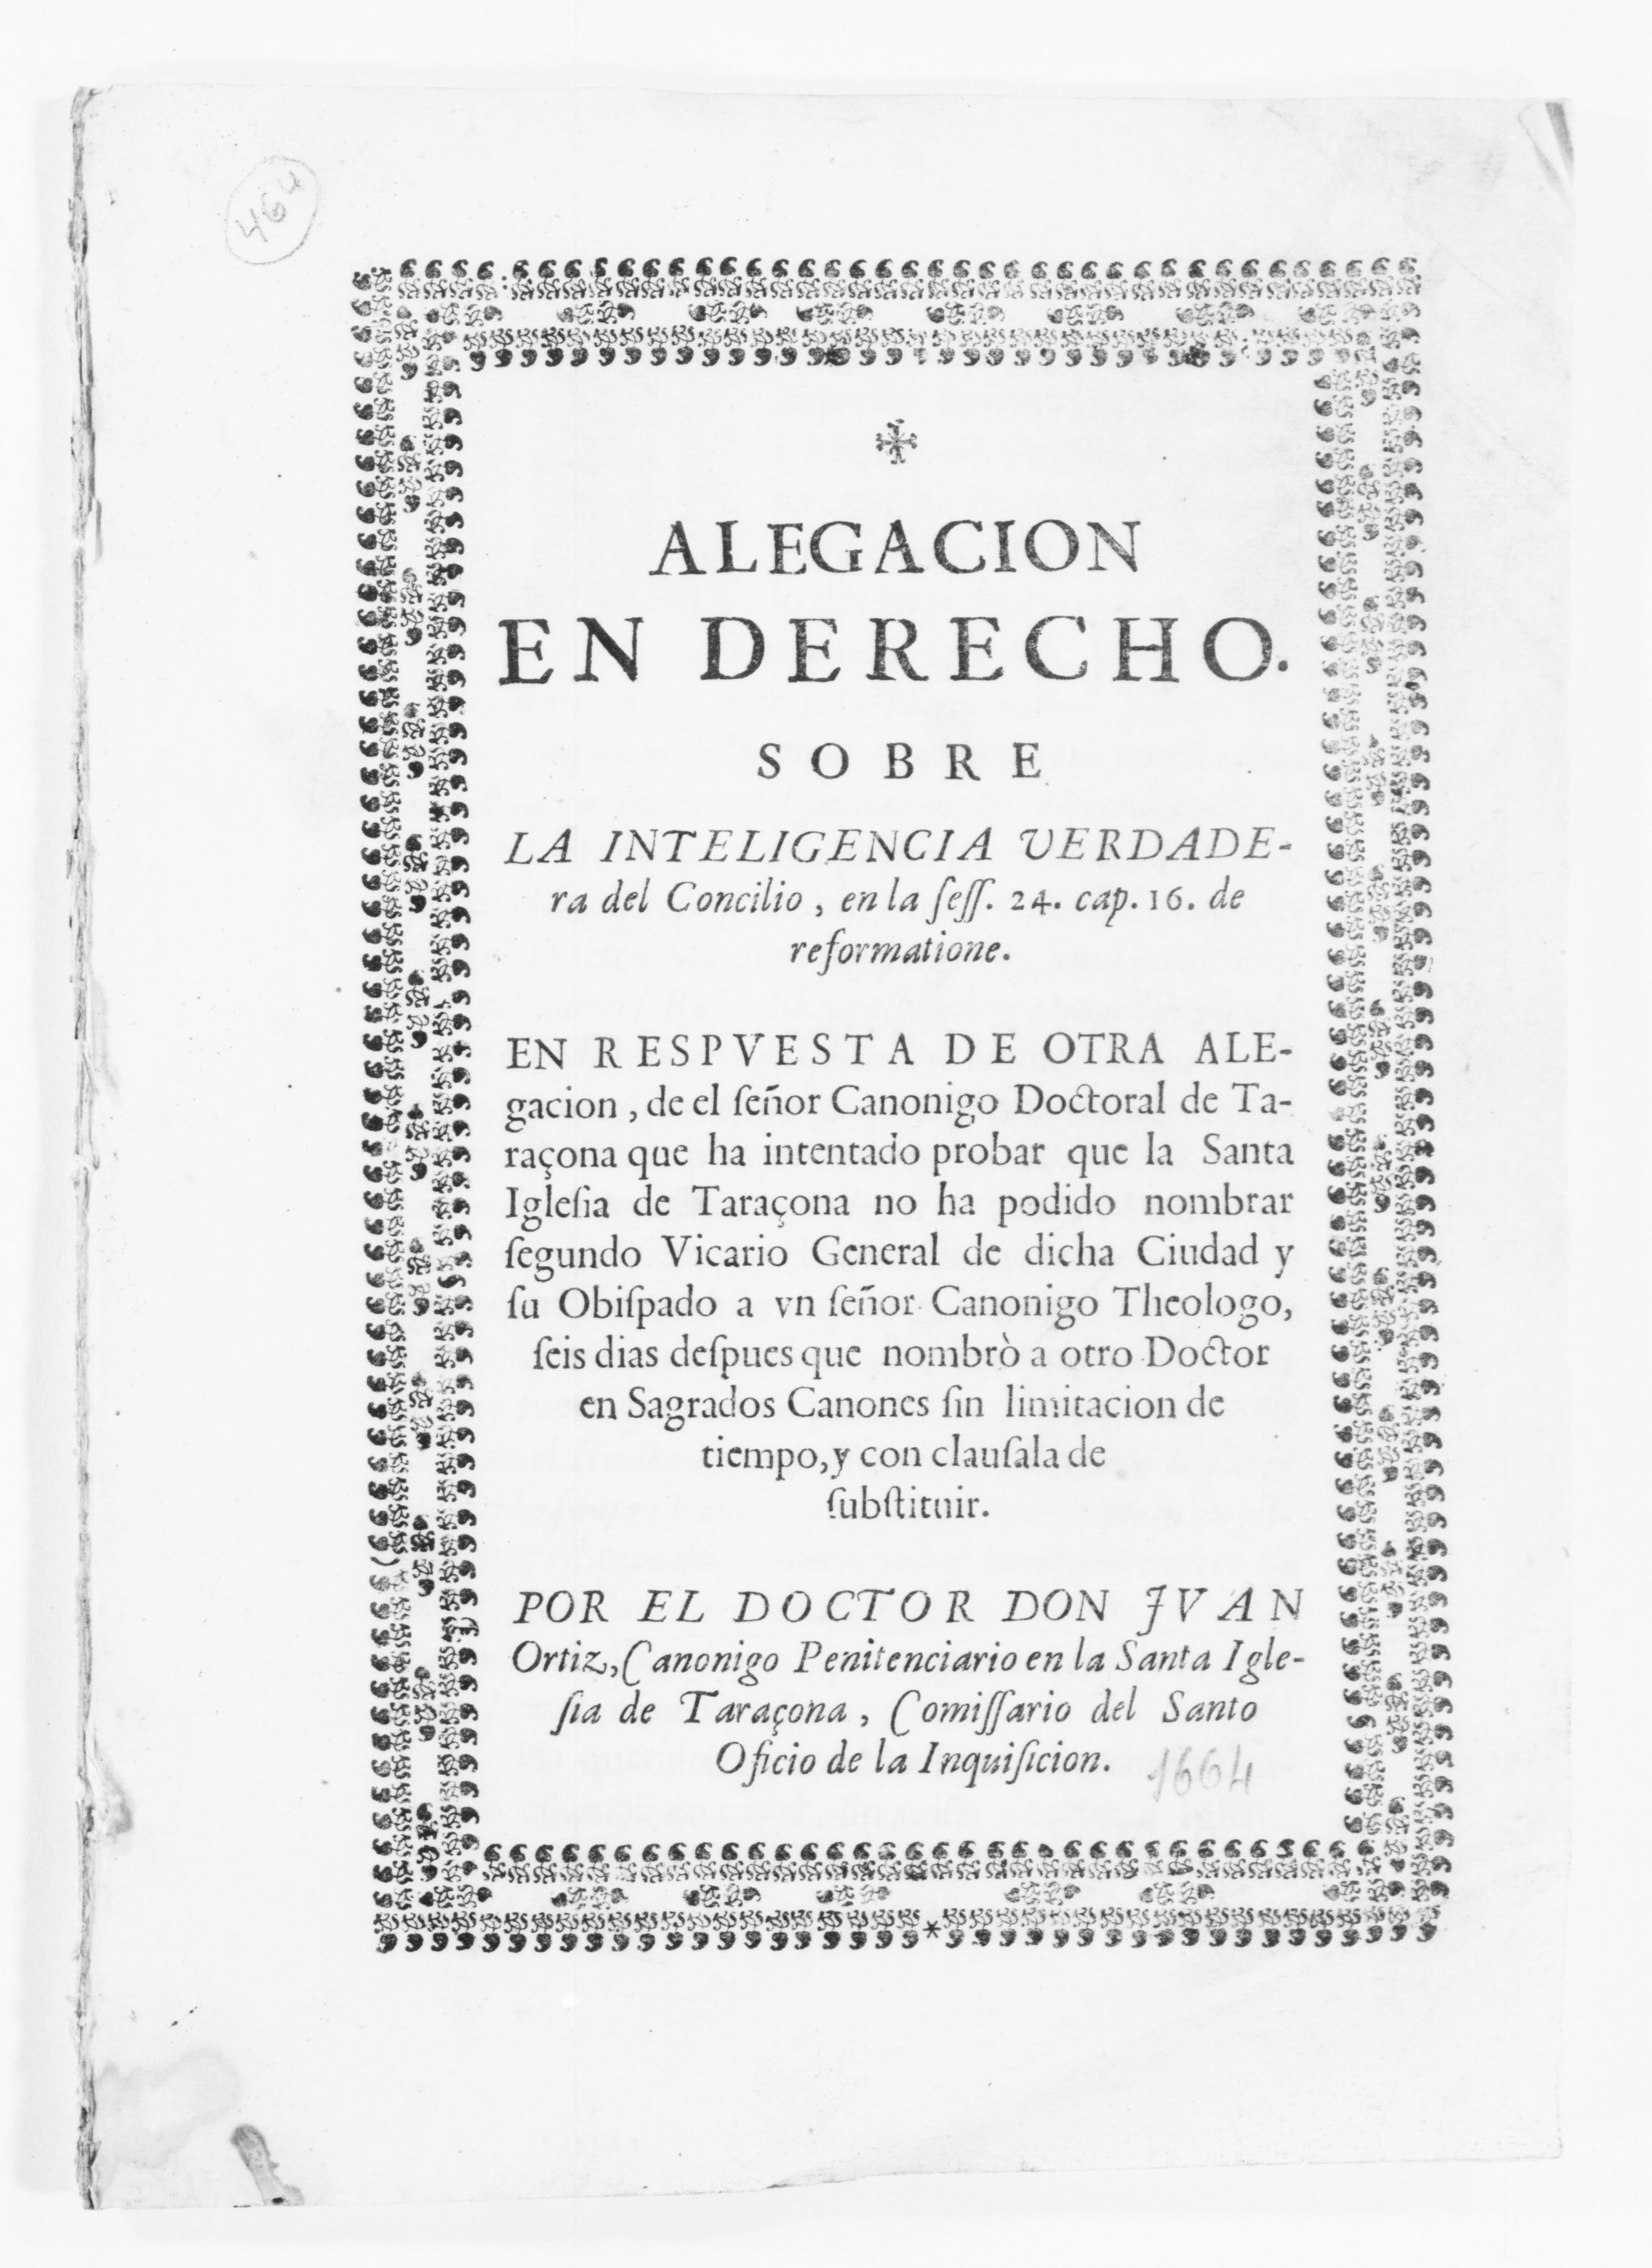 464
ALEGACION
EN DERECHO.
SOBRE
LA INTELIGENCIA VERDADE-
ra del Concilio, en la ſeſſ. 24. cap. 16. de
reformatione.
EN RESPVESTA DE OTRA ALE-
gacion, de el ſeñor Canonigo Doctoral de Ta-
raçona que ha intentado probar que la Santa
Igleſia de Taraçona no ha podido nombrar
ſegundo Vicario General de dicha Ciudad y
ſu Obiſpado a vn ſeñor Canonigo Theologo,
ſeis dias deſpues que nombrò a otro Doctor
en Sagrados Canones ſin limitacion de
tiempo, y con clauſala de
ſubſtituir.
POR EL DOCTOR DON JVAN
Ortiz, Canonigo Penitenciario en la Santa Igle-
ſia de Taraçona, Comiſſario del Santo
Oficio de la Inquiſicion. 1664